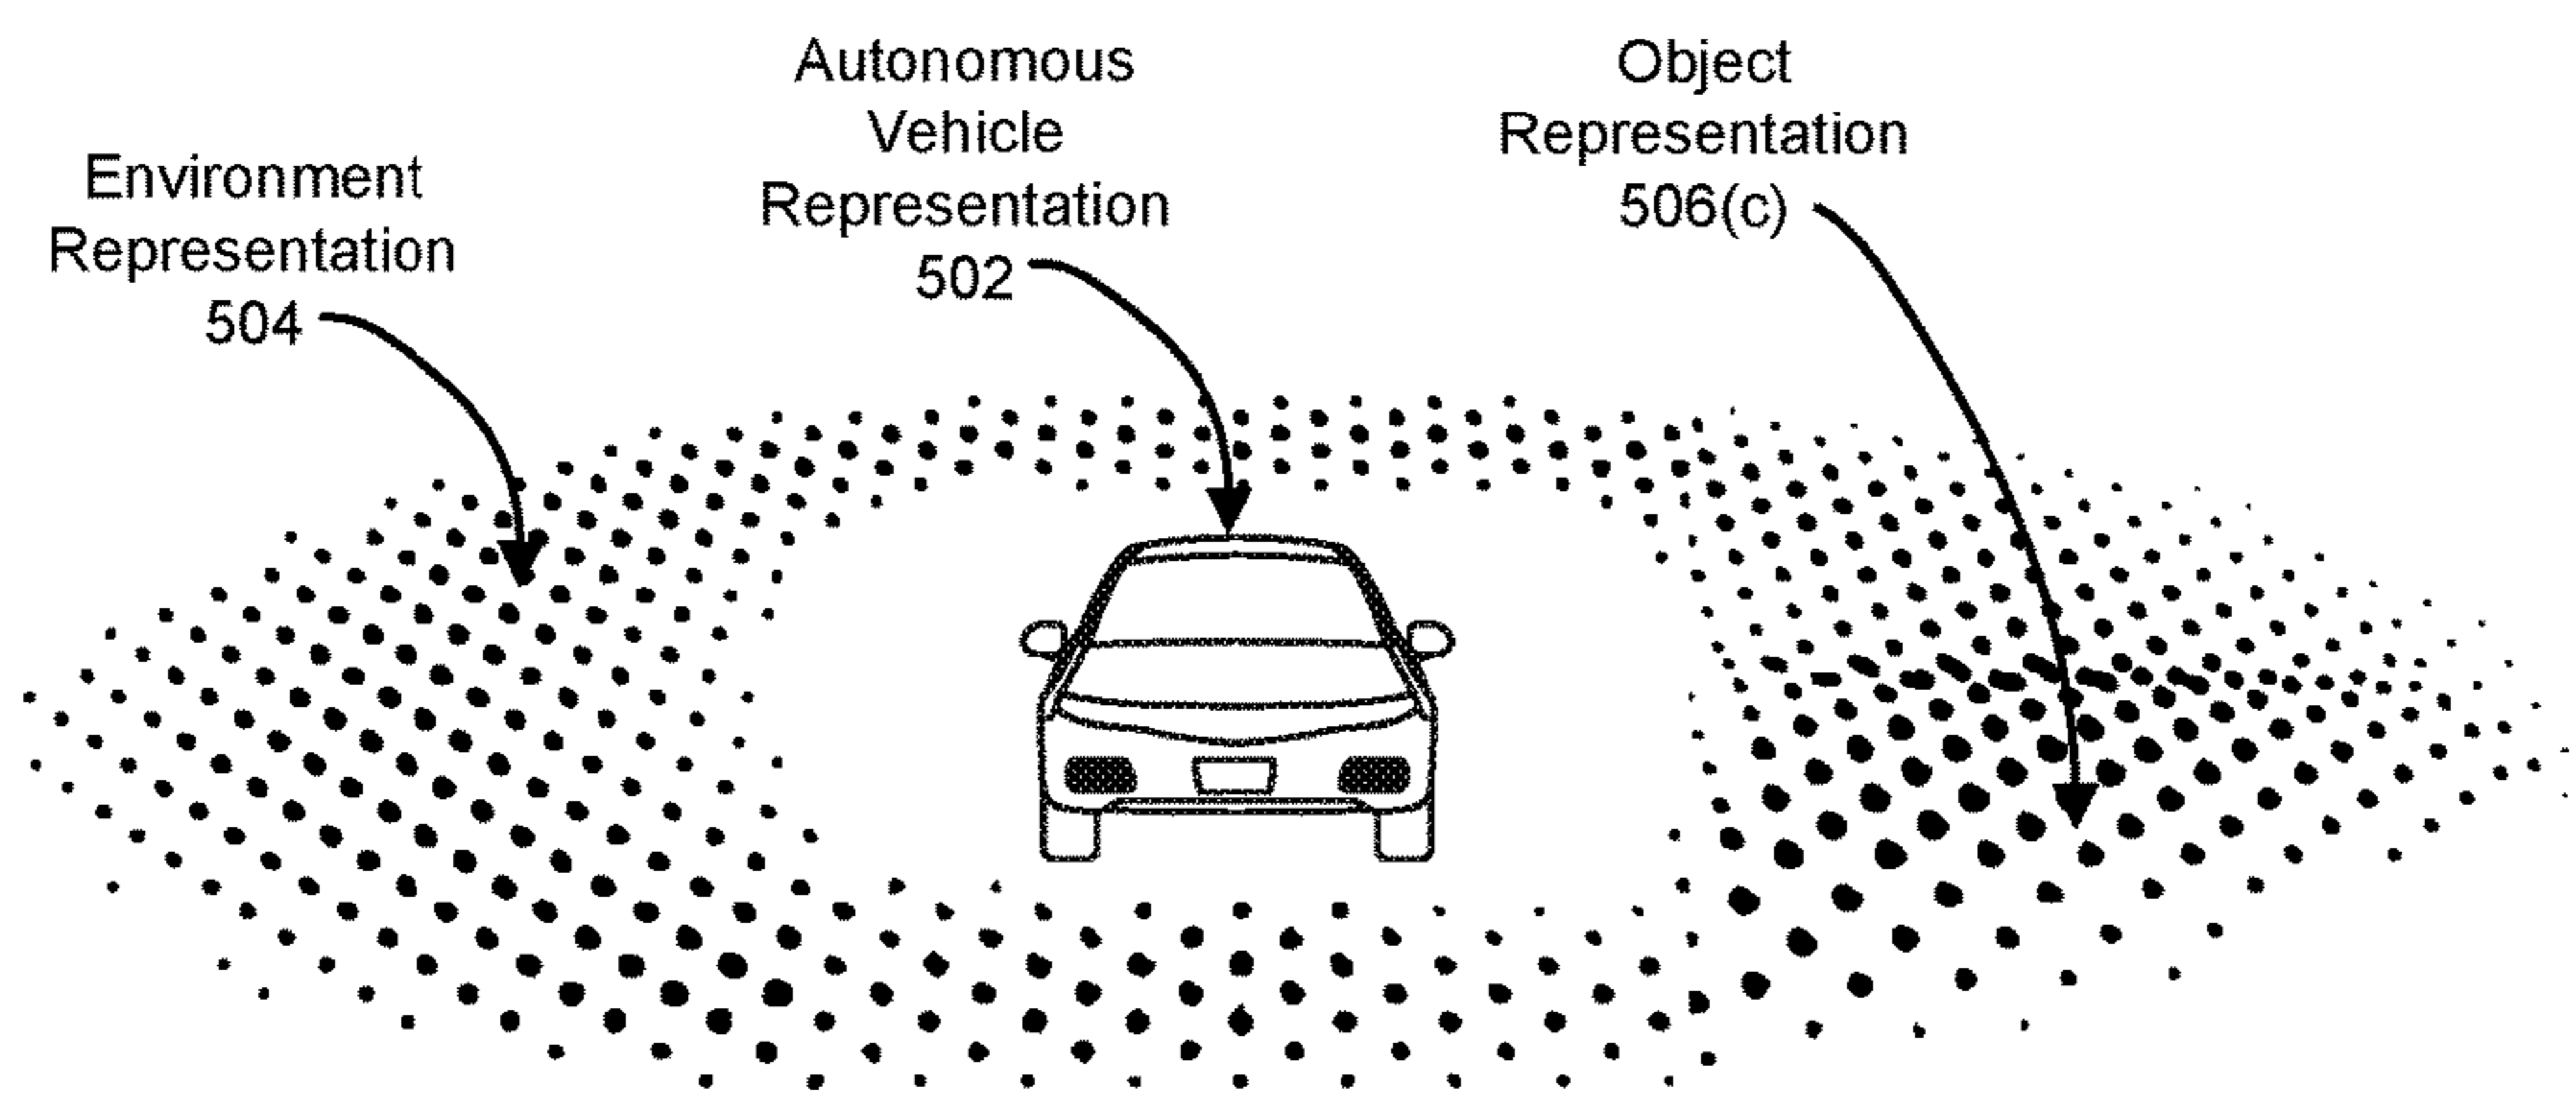 Environment
Representation
504
Autonomous
Vehicle
Representation
502
Object
Representation
506(c)